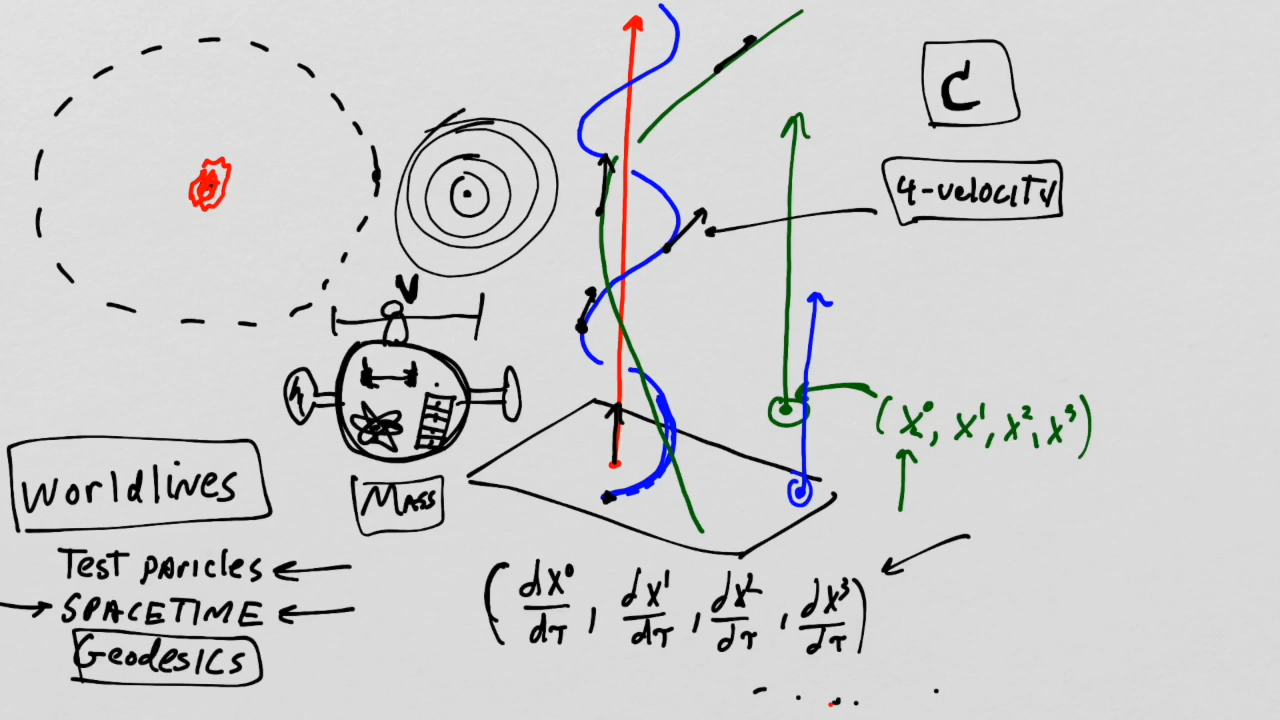 C
4-velocity
V
(X⁰, X¹, X², X³)
Worldlines
Mass
Test paricles
SPACETIME
Geodesics
(dX⁰/dτ, dX¹/dτ, dX²/dτ, dX³/dτ)